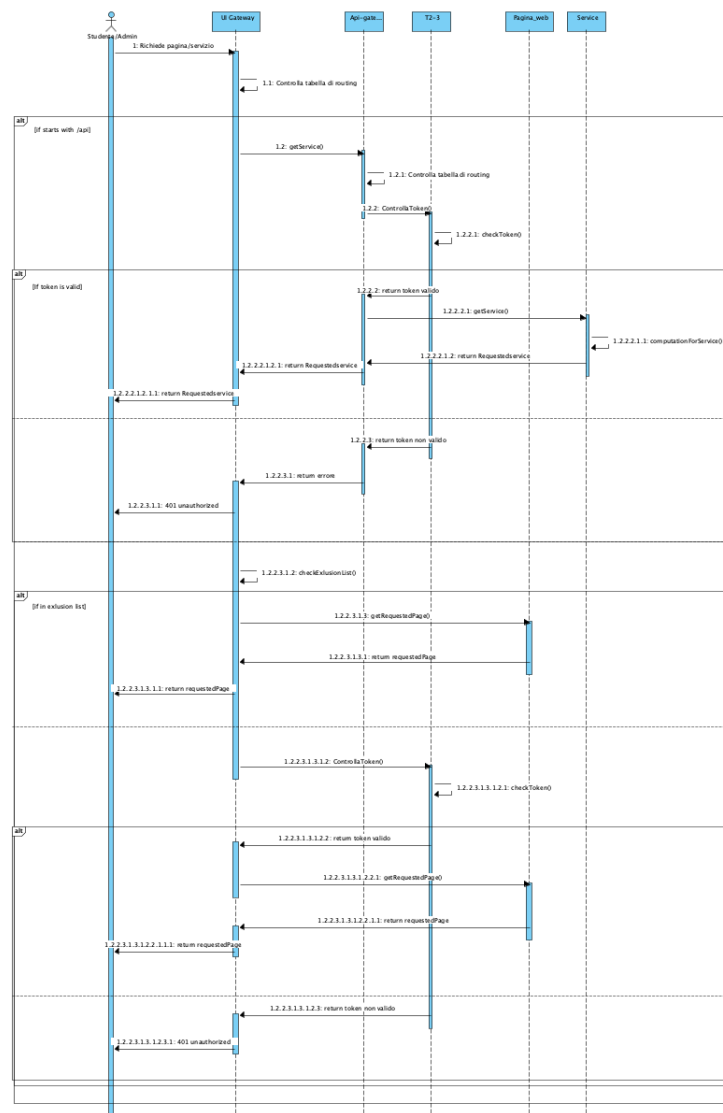 Studente/Admin
UI Gateway
Api-gate...
T2-3
Pagina_web
Service
1: Richiede pagina/servizio
1.1: Controlla tabella di routing
alt
[if starts with /api]
1.2: getService()
1.2.1: Controlla tabella di routing
1.2.2: ControllaToken()
1.2.2.1: checkToken()
alt
[If token is valid]
1.2.2.2: return token valido
1.2.2.2.1: getService()
1.2.2.2.1.1: computationForService()
1.2.2.2.1.2: return Requestedservice
1.2.2.2.1.2.1: return Requestedservice
1.2.2.2.1.2.1.1: return Requestedservice
1.2.2.3: return token non valido
1.2.2.3.1: return errore
1.2.2.3.1.1: 401 unauthorized
1.2.2.3.1.2: checkExlusionList()
alt
[if in exlusion list]
1.2.2.3.1.3: getRequestedPage()
1.2.2.3.1.3.1: return requestedPage
1.2.2.3.1.3.1.1: return requestedPage
1.2.2.3.1.3.1.2: ControllaToken()
1.2.2.3.1.3.1.2.1: checkToken()
alt
1.2.2.3.1.3.1.2.2: return token valido
1.2.2.3.1.3.1.2.2.1: getRequestedPage()
1.2.2.3.1.3.1.2.2.1.1: return requestedPage
1.2.2.3.1.3.1.2.2.1.1.1: return requestedPage
1.2.2.3.1.3.1.2.3: return token non valido
1.2.2.3.1.3.1.2.3.1: 401 unauthorized